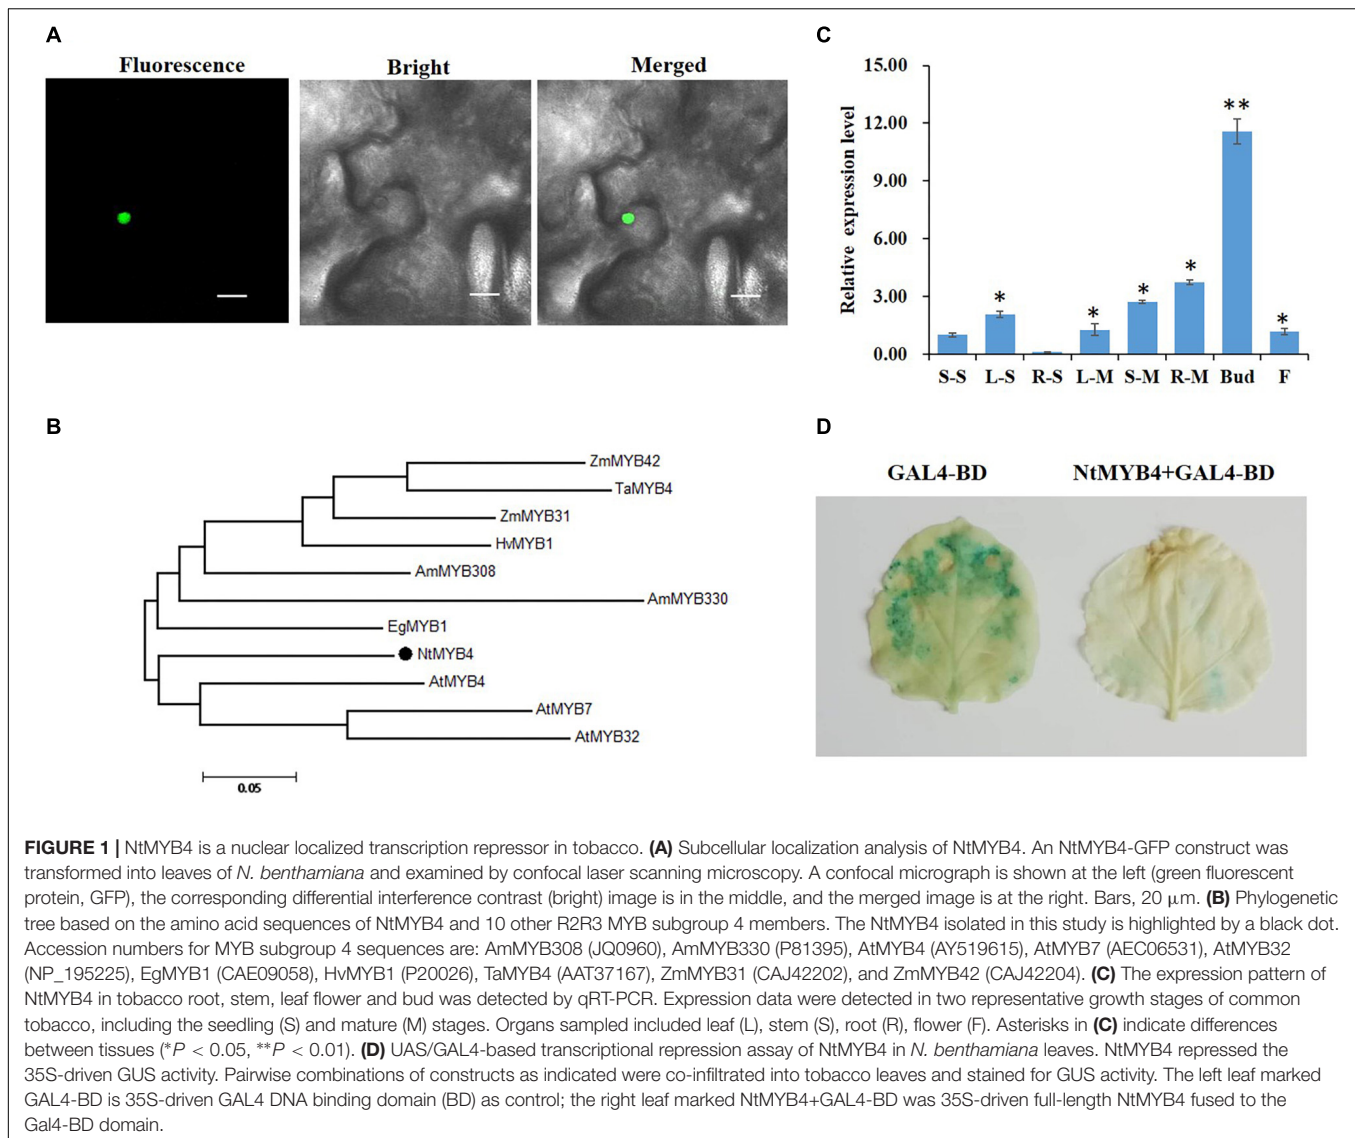 A
Fluorescence
Bright
Merged
C
15.00
12.00
9.00
6.00
3.00
0.00
Relative expression level
*
*
*
*
**
*
S-S L-S R-S L-M S-M R-M Bud F
B
ZmMYB42
TaMYB4
ZmMYB31
HvMYB1
AmMYB308
AmMYB330
EgMYB1
NtMYB4
AtMYB4
AtMYB7
AtMYB32
0.05
D
GAL4-BD
NtMYB4+GAL4-BD
FIGURE 1 | NtMYB4 is a nuclear localized transcription repressor in tobacco. (A) Subcellular localization analysis of NtMYB4. An NtMYB4-GFP construct was
transformed into leaves of N. benthamiana and examined by confocal laser scanning microscopy. A confocal micrograph is shown at the left (green fluorescent
protein, GFP), the corresponding differential interference contrast (bright) image is in the middle, and the merged image is at the right. Bars, 20 μm. (B) Phylogenetic
tree based on the amino acid sequences of NtMYB4 and 10 other R2R3 MYB subgroup 4 members. The NtMYB4 isolated in this study is highlighted by a black dot.
Accession numbers for MYB subgroup 4 sequences are: AmMYB308 (JQ0960), AmMYB330 (P81395), AtMYB4 (AY519615), AtMYB7 (AEC06531), AtMYB32
(NP_195225), EgMYB1 (CAE09058), HvMYB1 (P20026), TaMYB4 (AAT37167), ZmMYB31 (CAJ42202), and ZmMYB42 (CAJ42204). (C) The expression pattern of
NtMYB4 in tobacco root, stem, leaf flower and bud was detected by qRT-PCR. Expression data were detected in two representative growth stages of common
tobacco, including the seedling (S) and mature (M) stages. Organs sampled included leaf (L), stem (S), root (R), flower (F). Asterisks in (C) indicate differences
between tissues (*P < 0.05, **P < 0.01). (D) UAS/GAL4-based transcriptional repression assay of NtMYB4 in N. benthamiana leaves. NtMYB4 repressed the
35S-driven GUS activity. Pairwise combinations of constructs as indicated were co-infiltrated into tobacco leaves and stained for GUS activity. The left leaf marked
GAL4-BD is 35S-driven GAL4 DNA binding domain (BD) as control; the right leaf marked NtMYB4+GAL4-BD was 35S-driven full-length NtMYB4 fused to the
Gal4-BD domain.